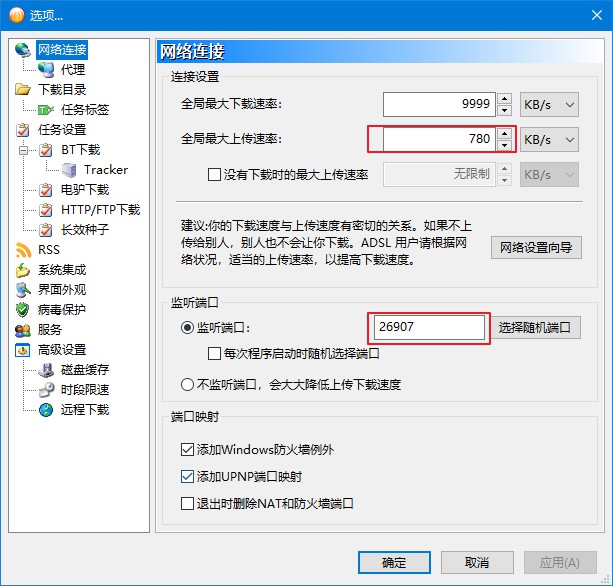 选项...
网络连接
代理
下载目录
任务标签
任务设置
BT下载
Tracker
电驴下载
HTTP/FTP下载
长效种子
RSS
系统集成
界面外观
病毒保护
服务
高级设置
磁盘缓存
时段限速
远程下载
网络连接
连接设置
全局最大下载速率: 9999 KB/s
全局最大上传速率: 780 KB/s
没有下载时的最大上传速率 无限制 KB/s
建议:你的下载速度与上传速度有密切的关系。如果不上
传给别人，别人也不会让你下载。ADSL 用户请根据网
络状况，适当的上传速率，以提高下载速度。
网络设置向导
监听端口
监听端口: 26907 选择随机端口
每次程序启动时随机选择端口
不监听端口，会大大降低上传下载速度
端口映射
添加Windows防火墙例外
添加UPNP端口映射
退出时删除NAT和防火墙端口
确定 取消 应用(A)